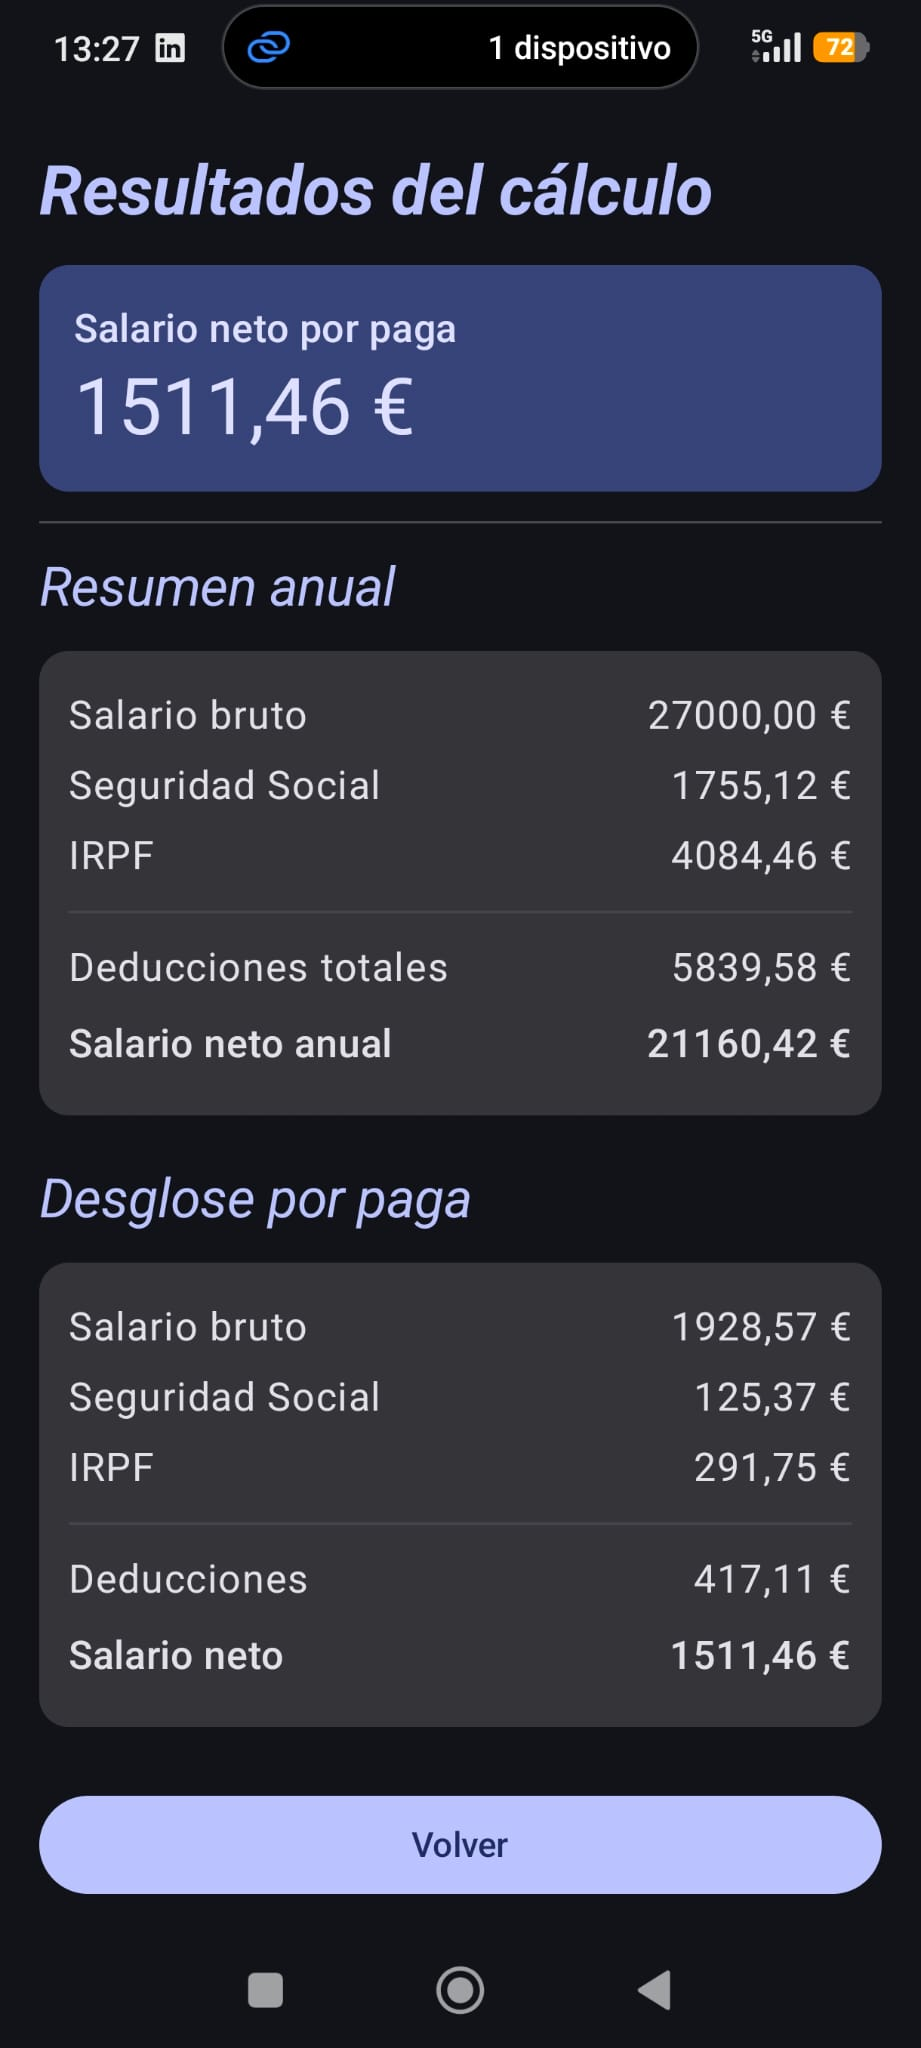 13:27 in 1 dispositivo 5G 72
Resultados del cálculo
Salario neto por paga
1511,46 €
Resumen anual
Salario bruto 27000,00 €
Seguridad Social 1755,12 €
IRPF 4084,46 €
Deducciones totales 5839,58 €
Salario neto anual 21160,42 €
Desglose por paga
Salario bruto 1928,57 €
Seguridad Social 125,37 €
IRPF 291,75 €
Deducciones 417,11 €
Salario neto 1511,46 €
Volver